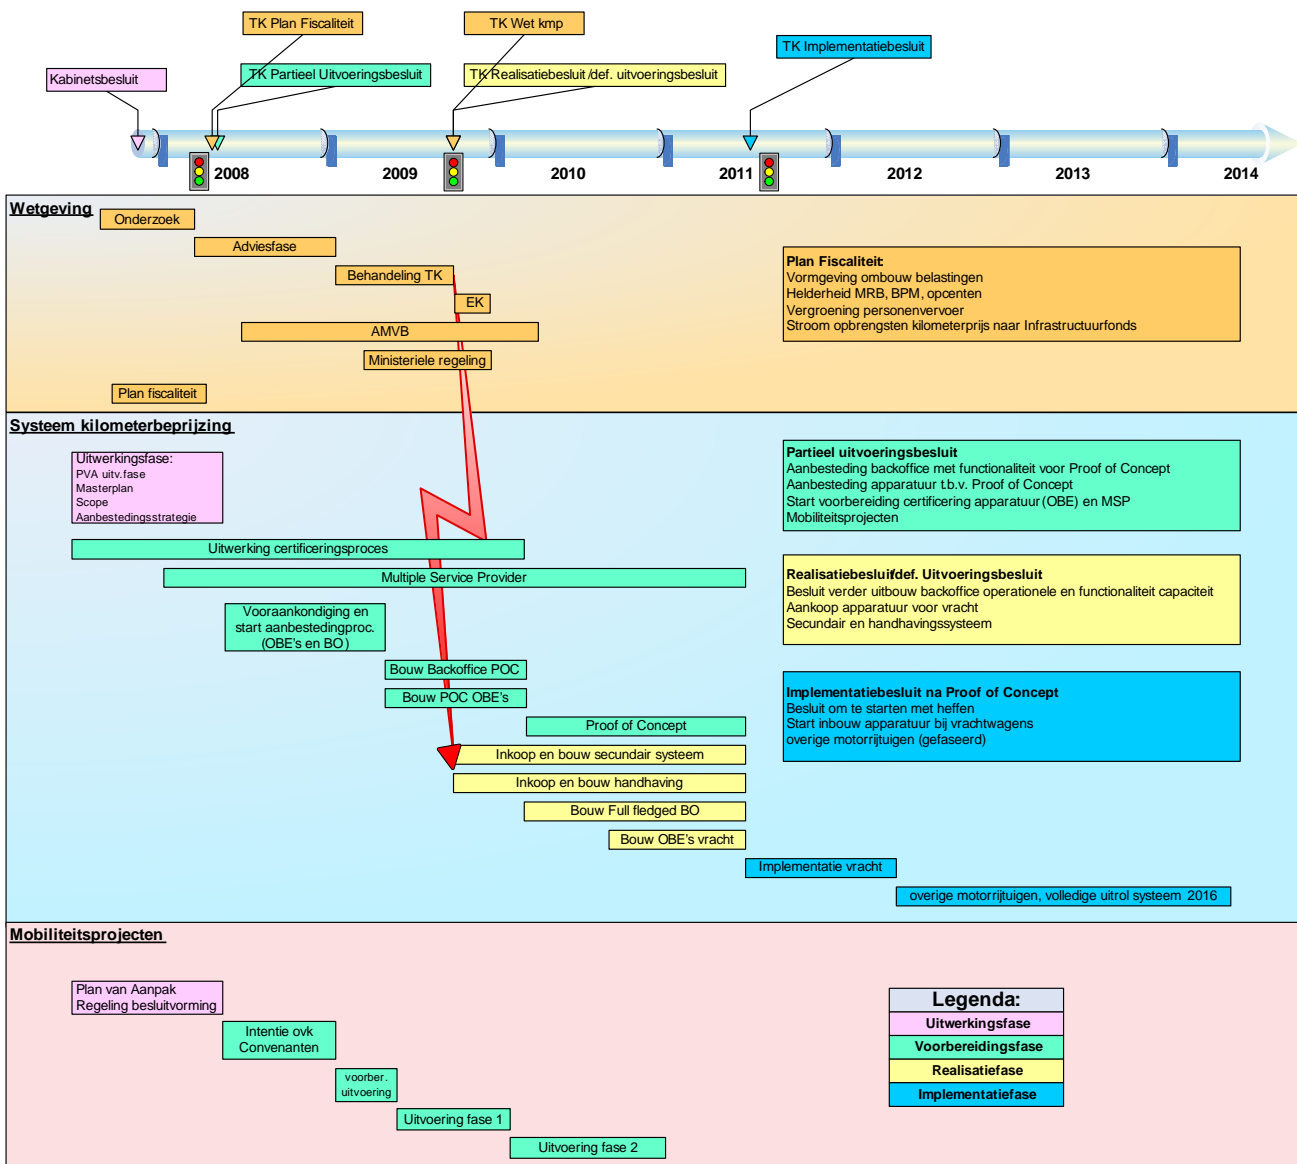 TK Plan Fiscaliteit
TK Wet kmp
TK Implementatiebesluit
Kabinetsbesluit
TK Partieel Uitvoeringsbesluit
TK Realisatiebesluit /def. uitvoeringsbesluit
2008
2009
2010
2011
2012
2013
2014
Wetgeving
Onderzoek
Adviesfase
Behandeling TK
EK
AMVB
Ministeriele regeling
Plan fiscaliteit
Plan Fiscaliteit:
Vormgeving ombouw belastingen
Helderheid MRB, BPM, opcenten
Vergroening personenvervoer
Stroom opbrengsten kilometerprijs naar Infrastructuurfonds
Systeem kilometerbeprijzing
Uitwerkingsfase:
PVA uitv.fase
Masterplan
Scope
Aanbestedingsstrategie
Uitwerking certificeringsproces
Multiple Service Provider
Vooraankondiging en
start aanbestedingproc.
(OBE's en BO)
Bouw Backoffice POC
Bouw POC OBE's
Proof of Concept
Inkoop en bouw secundair systeem
Inkoop en bouw handhaving
Bouw Full fledged BO
Bouw OBE's vracht
Implementatie vracht
overige motorrijtuigen, volledige uitrol systeem 2016
Partieel uitvoeringsbesluit
Aanbesteding backoffice met functionaliteit voor Proof of Concept
Aanbesteding apparatuur t.b.v. Proof of Concept
Start voorbereiding certificering apparatuur (OBE) en MSP
Mobiliteitsprojecten
Realisatiebesluit/def. Uitvoeringsbesluit
Besluit verder uitbouw backoffice operationele en functionaliteit capaciteit
Aankoop apparatuur voor vracht
Secundair en handhavingssysteem
Implementatiebesluit na Proof of Concept
Besluit om te starten met heffen
Start inbouw apparatuur bij vrachtwagens
overige motorrijtuigen (gefaseerd)
Mobiliteitsprojecten
Plan van Aanpak
Regeling besluitvorming
Intentie ovk
Convenanten
voorber.
uitvoering
Uitvoering fase 1
Uitvoering fase 2
Legenda:
Uitwerkingsfase
Voorbereidingsfase
Realisatiefase
Implementatiefase